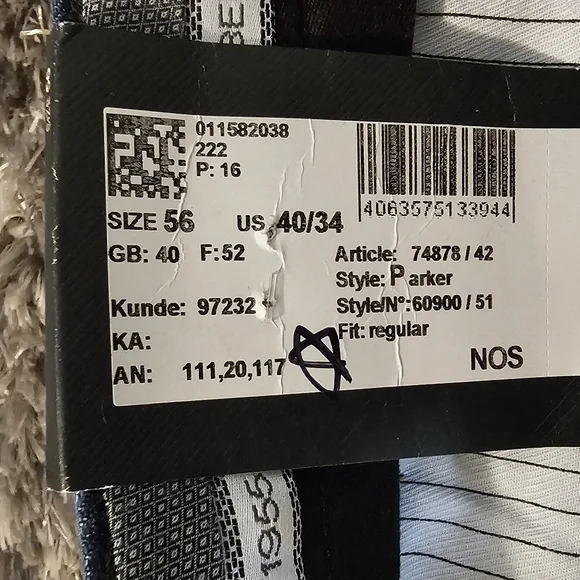 BE
011582038
222
P: 16
4063575133944
SIZE 56 US 40/34
GB: 40 F: 52
Article: 74878 / 42
Style: Parker
Kunde: 97232
Style/N°: 60900 / 51
KA:
Fit: regular
AN: 111,20,117
NOS
1955